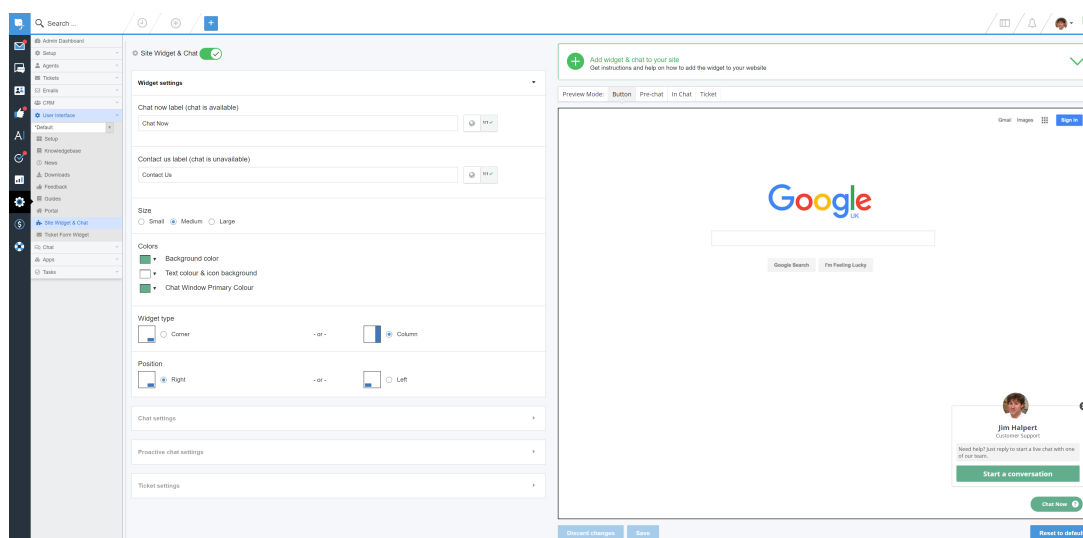 Search ...
Admin Dashboard
Setup
Agents
Tickets
Emails
CRM
User Interface
*Default
Setup
Knowledgebase
News
Downloads
Feedback
Guides
Portal
Site Widget & Chat
Ticket Form Widget
Chat
Apps
Tasks
Site Widget & Chat
Widget settings
Chat now label (chat is available)
Chat Now
Contact us label (chat is unavailable)
Contact Us
Size
Small
Medium
Large
Colors
Background color
Text colour & icon background
Chat Window Primary Colour
Widget type
Corner
- or -
Column
Position
Right
- or -
Left
Chat settings
Proactive chat settings
Ticket settings
Add widget & chat to your site
Get instructions and help on how to add the widget to your website
Preview Mode: Button Pre-chat In Chat Ticket
Gmail Images Sign in
Google
UK
Google Search I'm Feeling Lucky
Jim Halpert
Customer Support
Need help? Just reply to start a live chat with one
of our team.
Start a conversation
Chat Now ?
Discard changes Save Reset to defaul